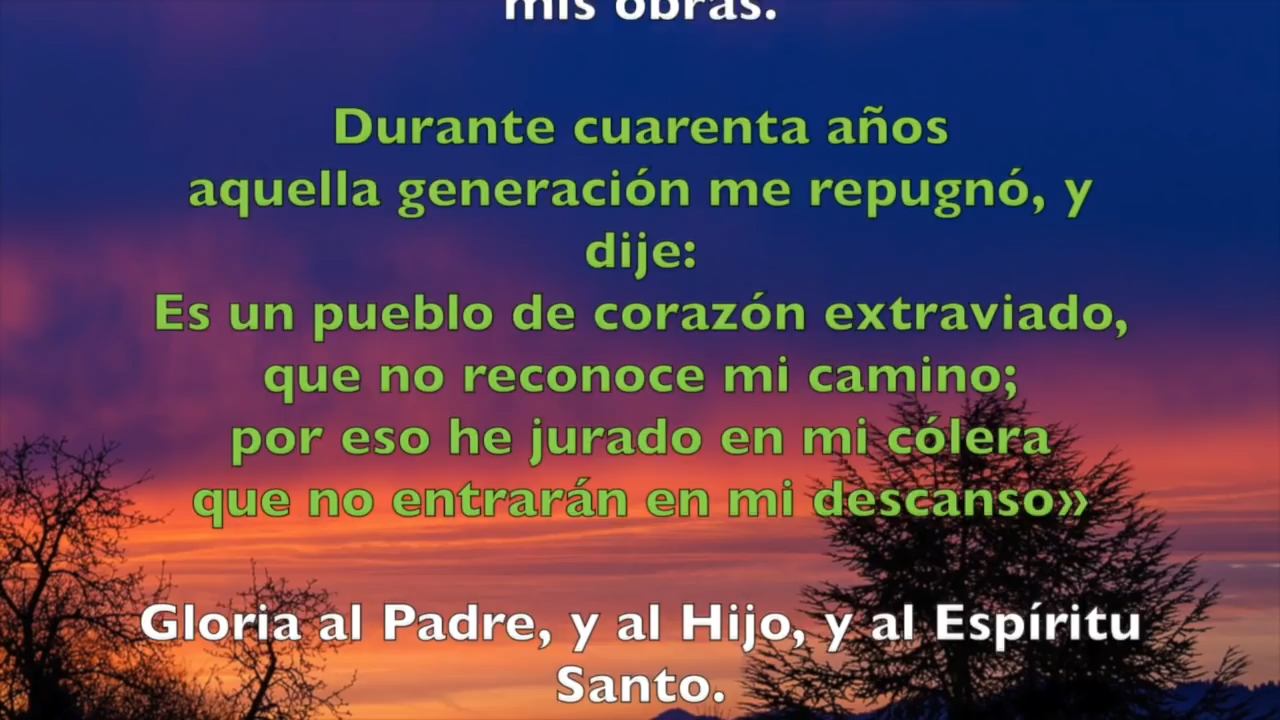 mis obras.
Durante cuarenta años
aquella generación me repugnó, y
dije:
Es un pueblo de corazón extraviado,
que no reconoce mi camino;
por eso he jurado en mi cólera
que no entrarán en mi descanso»
Gloria al Padre, y al Hijo, y al Espíritu
Santo.